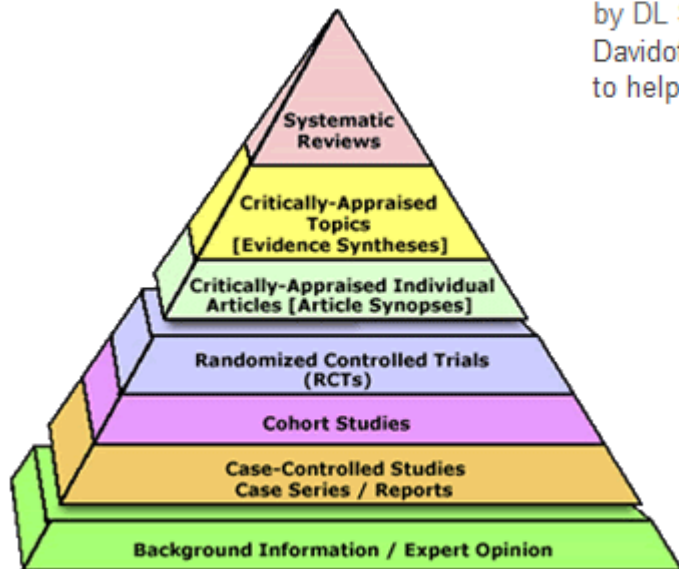 by DL
to help
Systematic
Reviews
Critically-Appraised
Topics
[Evidence Syntheses]
Critically-Appraised Individual
Articles [Article Synopses]
Randomized Controlled Trials
(RCTs)
Cohort Studies
Case-Controlled Studies
Case Series / Reports
Background Information / Expert Opinion